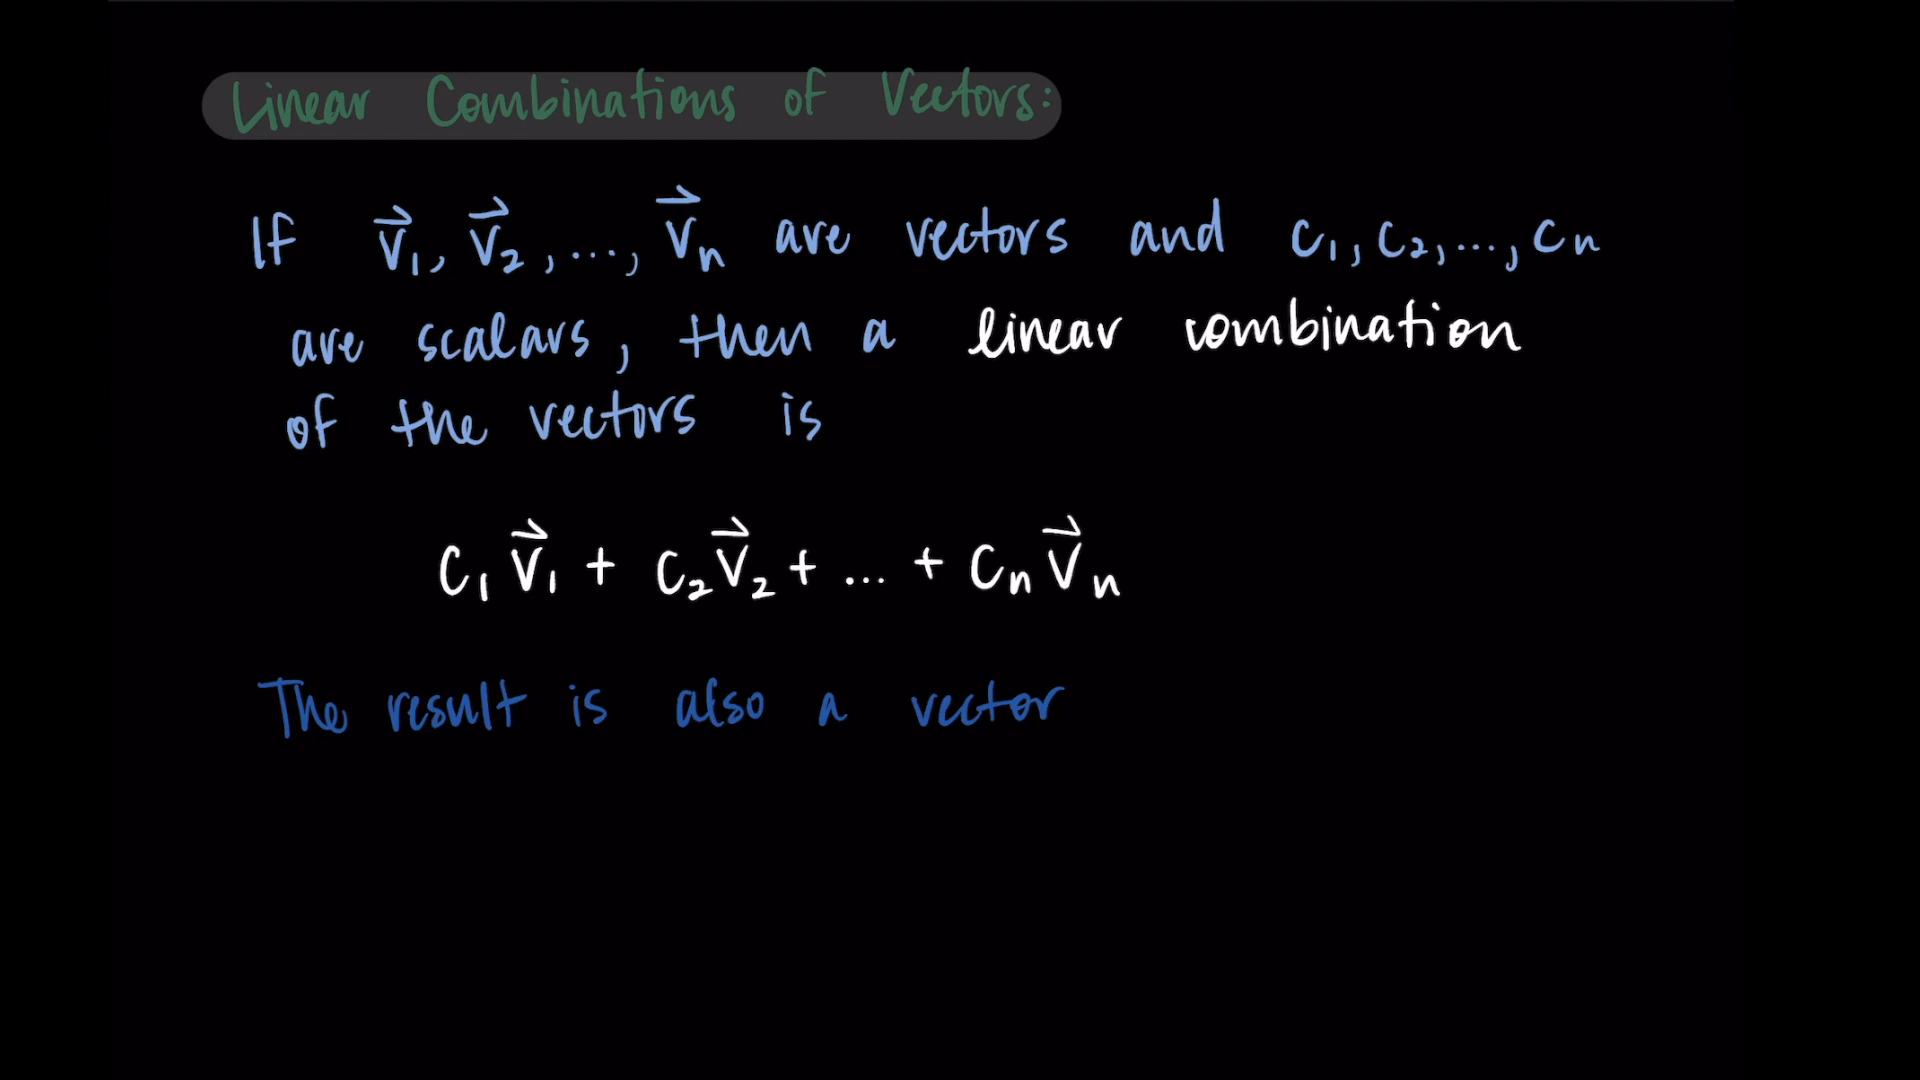 Linear Combinations of Vectors:
If v⃗₁, v⃗₂, ..., v⃗ₙ are vectors and c₁, c₂, ..., cₙ
are scalars, then a linear combination
of the vectors is
c₁v⃗₁ + c₂v⃗₂ + ... + cₙv⃗ₙ
The result is also a vector